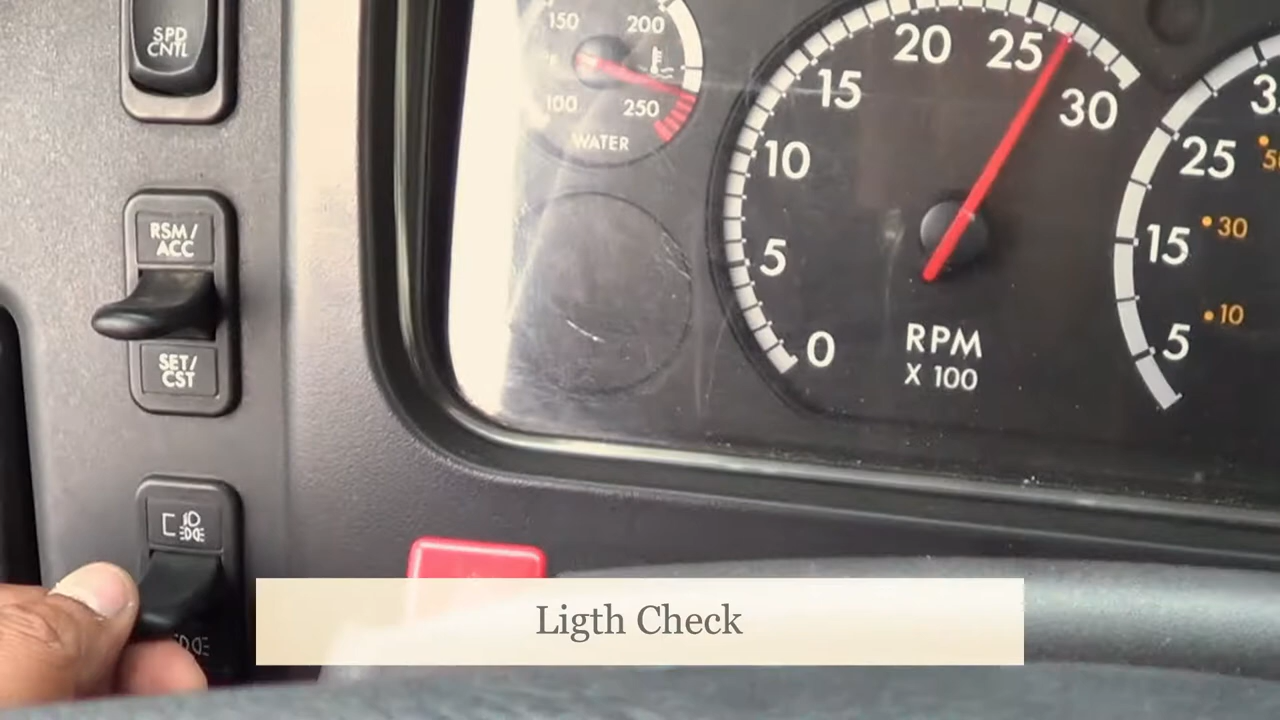 SPD
CNTL
RSM/
ACC
SET/
CST
150
200
100
250
WATER
0
5
10
15
20
25
30
RPM
X 100
5
15
25
10
30
Ligth Check